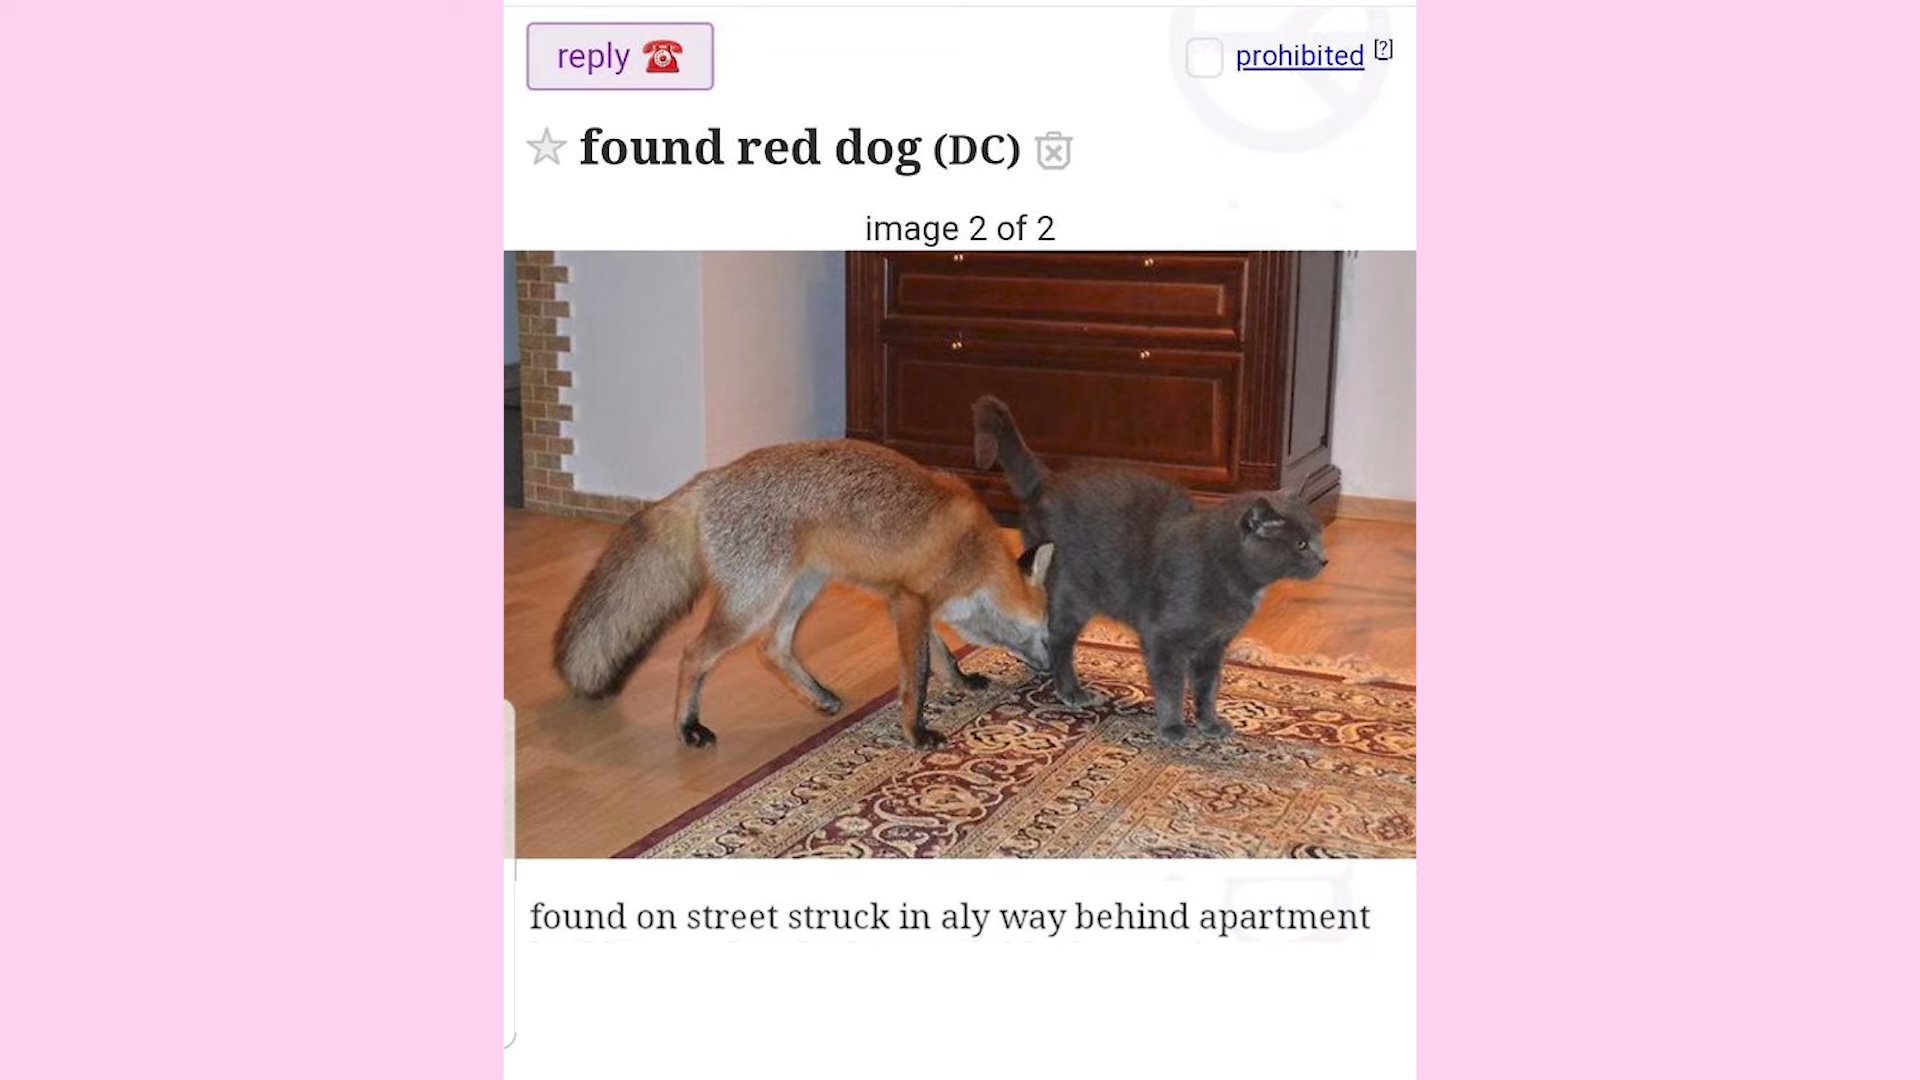 reply ☎️
prohibited [?]
found red dog (DC)
image 2 of 2
found on street struck in aly way behind apartment